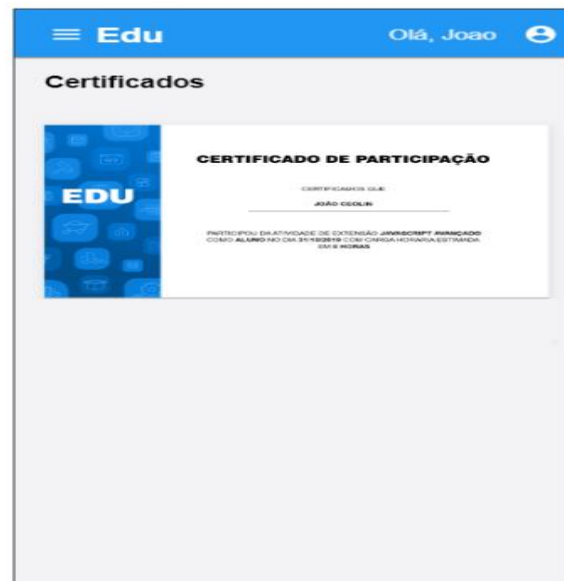 Edu
Olá, Joao
Certificados
EDU
CERTIFICADO DE PARTICIPAÇÃO
CERTIFICAMOS QUE
JOÃO CEOLIN
PARTICIPOU DA ATIVIDADE DE EXTENSÃO JAVASCRIPT AVANÇADO
COMO ALUNO NO DIA 31/10/2019 COM CARGA HORÁRIA ESTIMADA
EM 8 HORAS